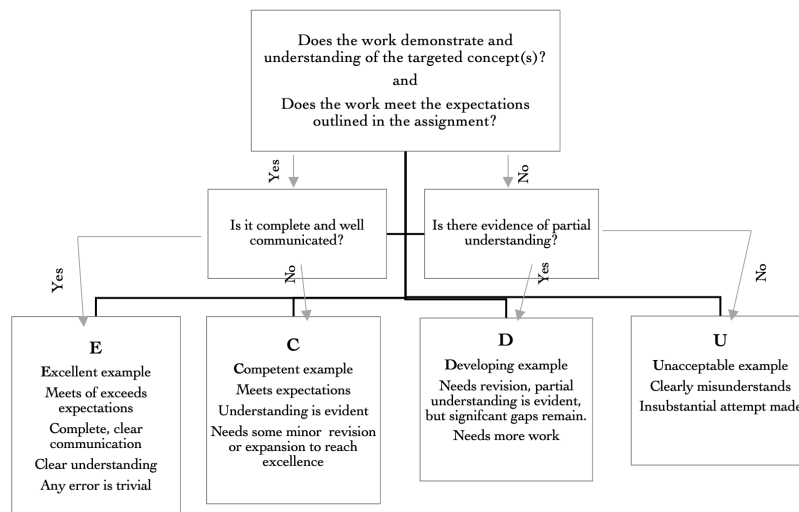 Does the work demonstrate and
understanding of the targeted concept(s)?
and
Does the work meet the expectations
outlined in the assignment?
Yes
No
Is it complete and well
communicated?
Is there evidence of partial
understanding?
Yes
No
Yes
No
E
Excellent example
Meets of exceeds
expectations
Complete, clear
communication
Clear understanding
Any error is trivial
C
Competent example
Meets expectations
Understanding is evident
Needs some minor revision
or expansion to reach
excellence
D
Developing example
Needs revision, partial
understanding is evident,
but signifcant gaps remain.
Needs more work
U
Unacceptable example
Clearly misunderstands
Insubstantial attempt made